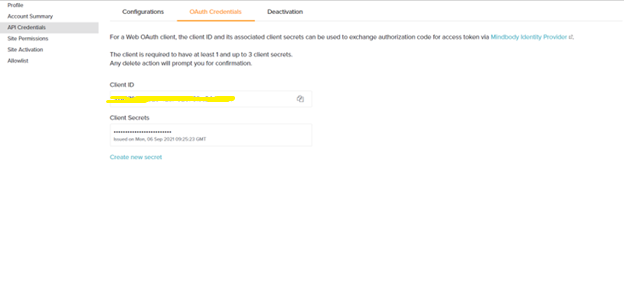 Profile
Account Summary
API Credentials
Site Permissions
Site Activation
Allowlist
Configurations
OAuth Credentials
Deactivation
For a Web OAuth client, the client ID and its associated client secrets can be used to exchange authorization code for access token via Mindbody Identity Provider.
The client is required to have at least 1 and up to 3 client secrets.
Any delete action will prompt you for confirmation.
Client ID
Client Secrets
••••••••••••••••••••••••
Issued on Mon, 06 Sep 2021 09:25:23 GMT
Create new secret